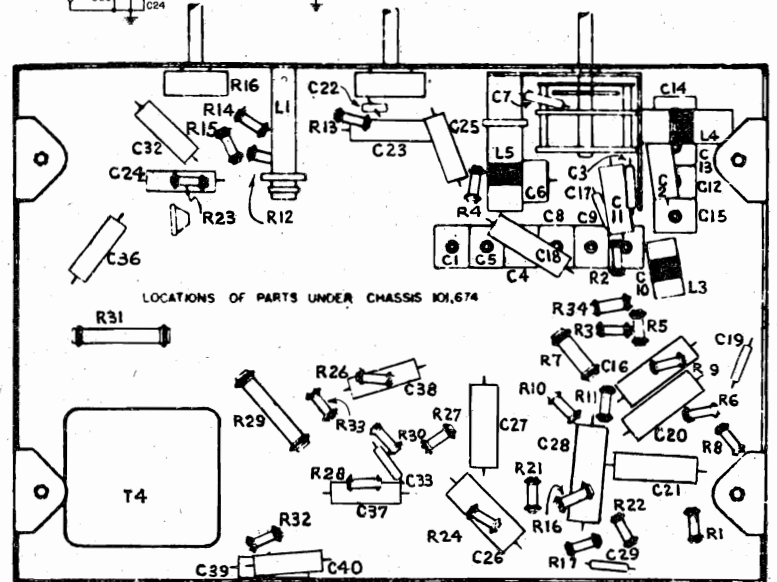 C24
R16
R14
R15
L1
C22
R13
C23
C25
C7
C14
L4
C32
C24
R23
R12
L5
C6
R4
C3
C17
C11
C2
C13
C12
C15
C36
C1
C5
C4
C8
C18
C9
R2
C10
L3
LOCATIONS OF PARTS UNDER CHASSIS 101,674
R31
R34
R3
R5
R7
C16
R9
C19
R26
C38
R29
R33
R30
R27
C27
R10
R11
R6
C20
R8
C28
T4
R28
C33
C37
R24
C26
R21
R16
R22
C21
R32
R17
C29
R1
C39
C40